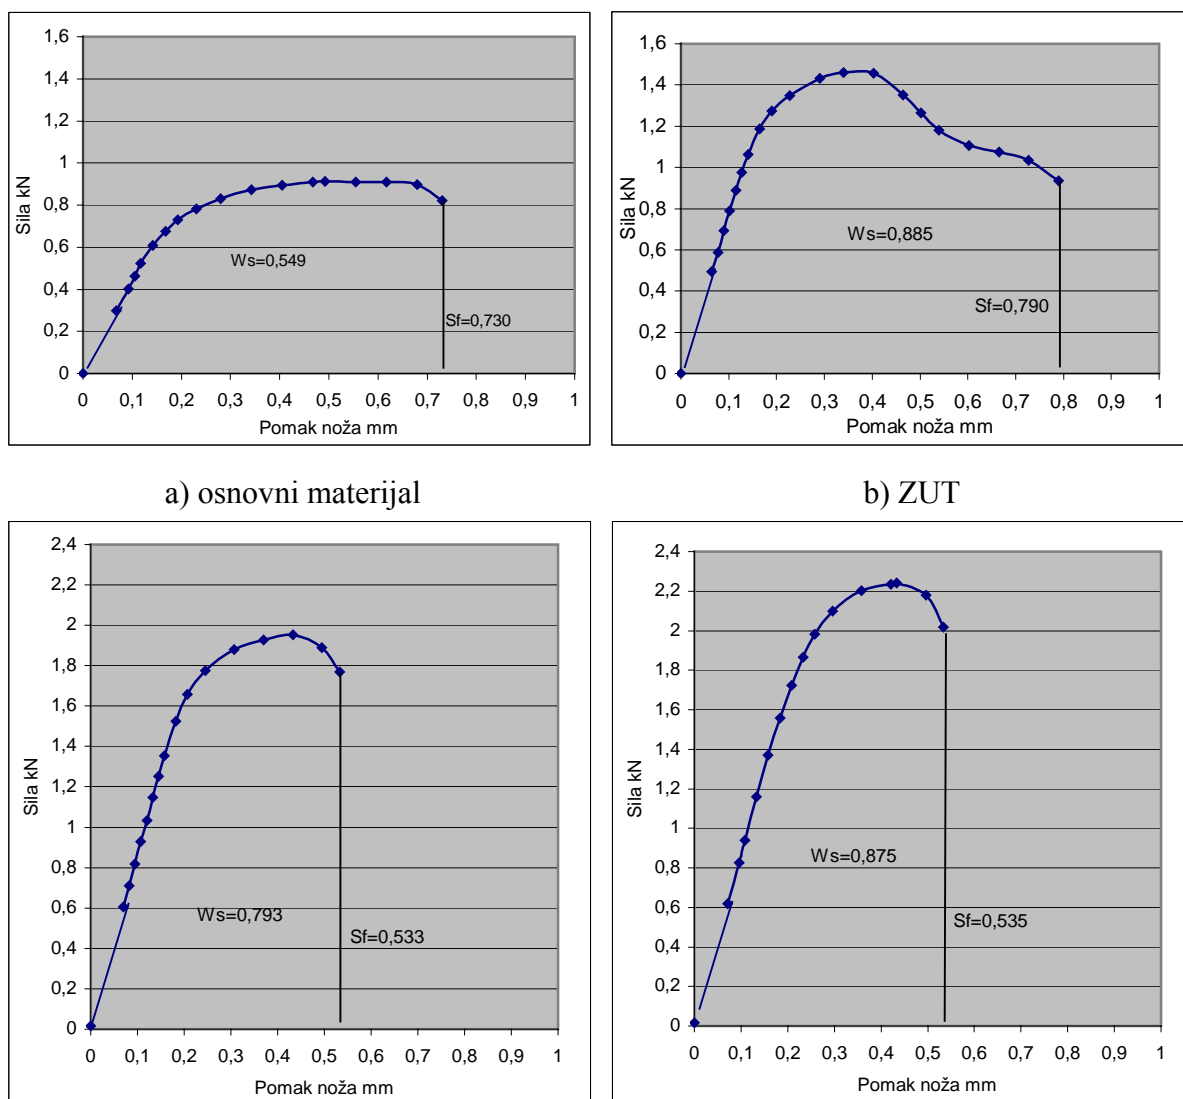 1,6
1,4
1,2
1
0,8
0,6
0,4
0,2
0
Sila kN
Ws=0,549
Sf=0,730
0 0,1 0,2 0,3 0,4 0,5 0,6 0,7 0,8 0,9 1
Pomak noža mm
1,6
1,4
1,2
1
0,8
0,6
0,4
0,2
0
Sila kN
Ws=0,885
Sf=0,790
0 0,1 0,2 0,3 0,4 0,5 0,6 0,7 0,8 0,9 1
Pomak noža mm
a) osnovni materijal
b) ZUT
2,4
2,2
2
1,8
1,6
1,4
1,2
1
0,8
0,6
0,4
0,2
0
Sila kN
Ws=0,793
Sf=0,533
0 0,1 0,2 0,3 0,4 0,5 0,6 0,7 0,8 0,9 1
Pomak noža mm
2,4
2,2
2
1,8
1,6
1,4
1,2
1
0,8
0,6
0,4
0,2
0
Sila kN
Ws=0,875
Sf=0,535
0 0,1 0,2 0,3 0,4 0,5 0,6 0,7 0,8 0,9 1
Pomak noža mm